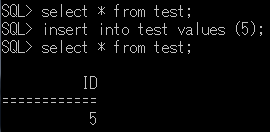 SQL> select * from test;
SQL> insert into test values (5);
SQL> select * from test;
ID
============
5